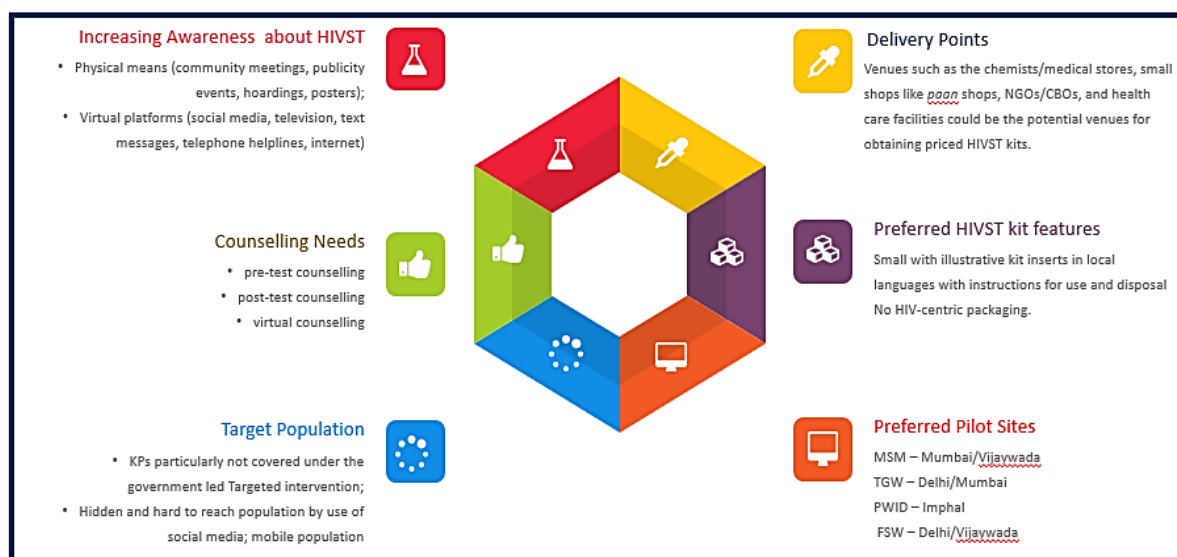 Increasing Awareness about HIVST
• Physical means (community meetings, publicity
events, hoardings, posters);
• Virtual platforms (social media, television, text
messages, telephone helplines, internet)
Counselling Needs
• pre-test counselling
• post-test counselling
• virtual counselling
Target Population
• KPs particularly not covered under the
government led Targeted intervention;
• Hidden and hard to reach population by use of
social media; mobile population
Delivery Points
Venues such as the chemists/medical stores, small
shops like paan shops, NGOs/CBOs, and health
care facilities could be the potential venues for
obtaining priced HIVST kits.
Preferred HIVST kit features
Small with illustrative kit inserts in local
languages with instructions for use and disposal
No HIV-centric packaging.
Preferred Pilot Sites
MSM – Mumbai/Vijaywada
TGW – Delhi/Mumbai
PWID – Imphal
FSW – Delhi/Vijaywada